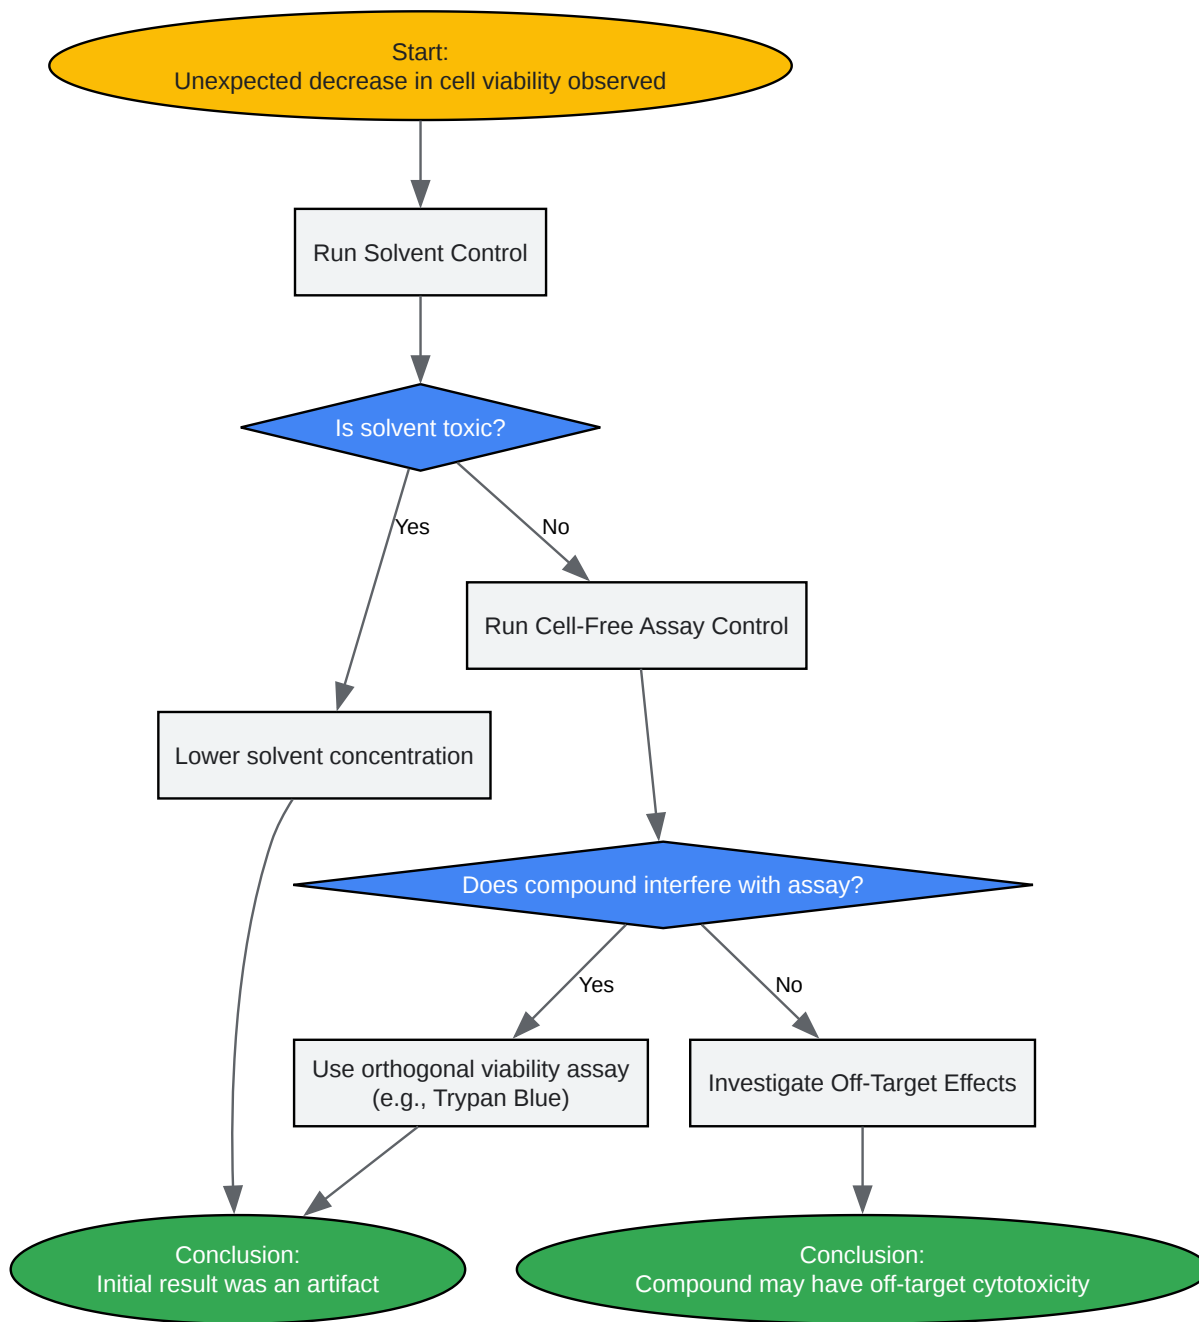 Start:
Unexpected decrease in cell viability observed
Run Solvent Control
Is solvent toxic?
Yes
No
Run Cell-Free Assay Control
Lower solvent concentration
Does compound interfere with assay?
Yes
No
Use orthogonal viability assay
(e.g., Trypan Blue)
Investigate Off-Target Effects
Conclusion:
Initial result was an artifact
Conclusion:
Compound may have off-target cytotoxicity